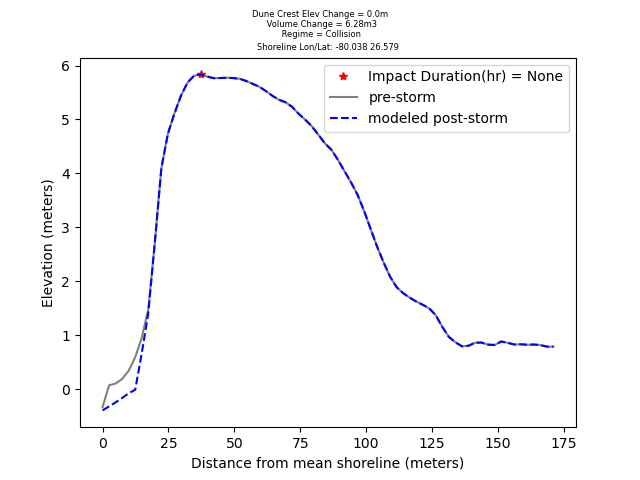 Dune Crest Elev Change = 0.0m
Volume Change = 6.28m3
Regime = Collision
Shoreline Lon/Lat: -80.038 26.579
Impact Duration(hr) = None
pre-storm
modeled post-storm
Elevation (meters)
6
5
4
3
2
1
0
0 25 50 75 100 125 150 175
Distance from mean shoreline (meters)